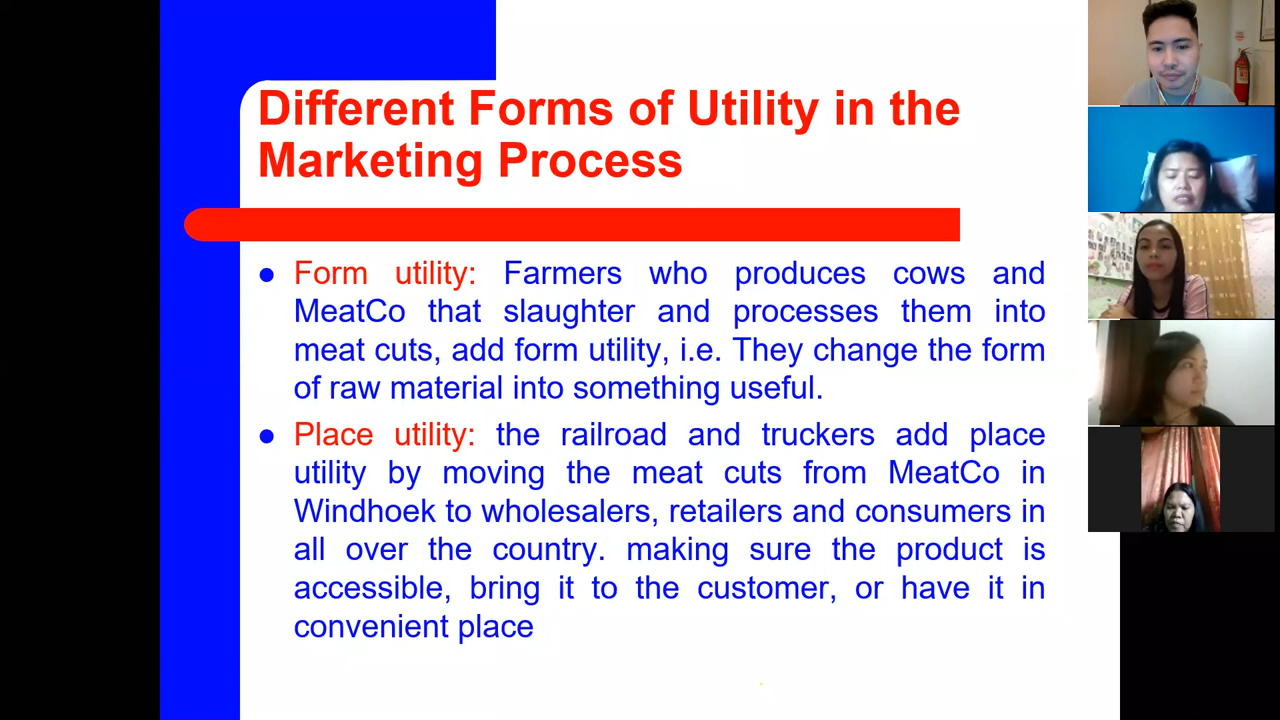 Different Forms of Utility in the
Marketing Process
● Form utility: Farmers who produces cows and
MeatCo that slaughter and processes them into
meat cuts, add form utility, i.e. They change the form
of raw material into something useful.
● Place utility: the railroad and truckers add place
utility by moving the meat cuts from MeatCo in
Windhoek to wholesalers, retailers and consumers in
all over the country. making sure the product is
accessible, bring it to the customer, or have it in
convenient place